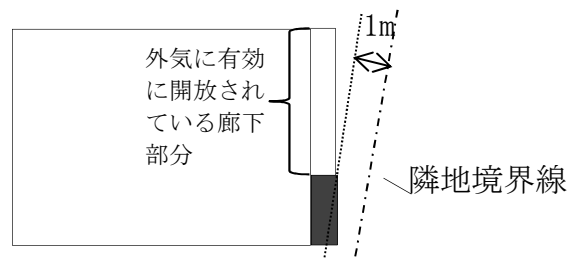 1m
外気に有効
に開放され
ている廊下
部分
隣地境界線